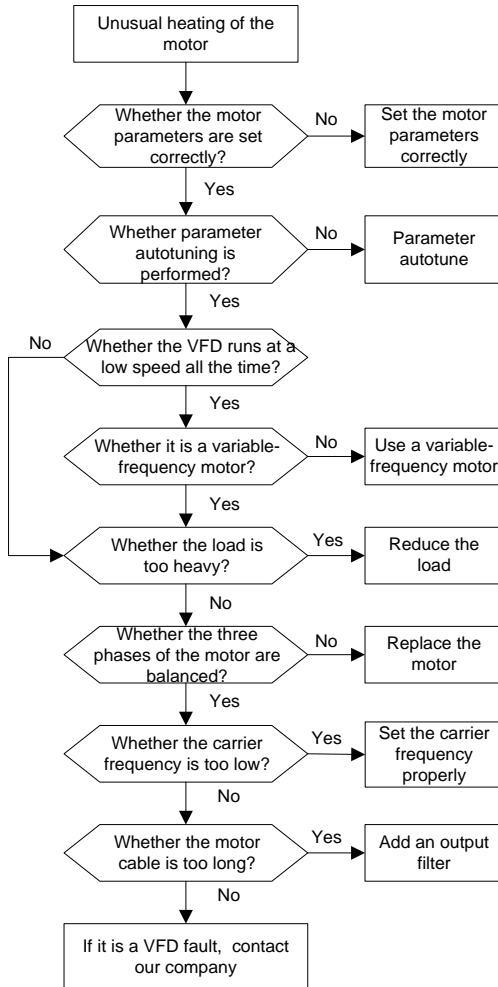 Unusual heating of the
motor
Whether the motor
parameters are set
correctly?
No
Set the motor
parameters
correctly
Yes
Whether parameter
autotuning is
performed?
No
Parameter
autotune
Yes
No
Whether the VFD runs at a
low speed all the time?
Yes
Whether it is a variable-
frequency motor?
No
Use a variable-
frequency motor
Yes
Whether the load is
too heavy?
Yes
Reduce the
load
No
Whether the three
phases of the motor are
balanced?
No
Replace the
motor
Yes
Whether the carrier
frequency is too low?
Yes
Set the carrier
frequency
properly
No
Whether the motor
cable is too long?
Yes
Add an output
filter
No
If it is a VFD fault, contact
our company